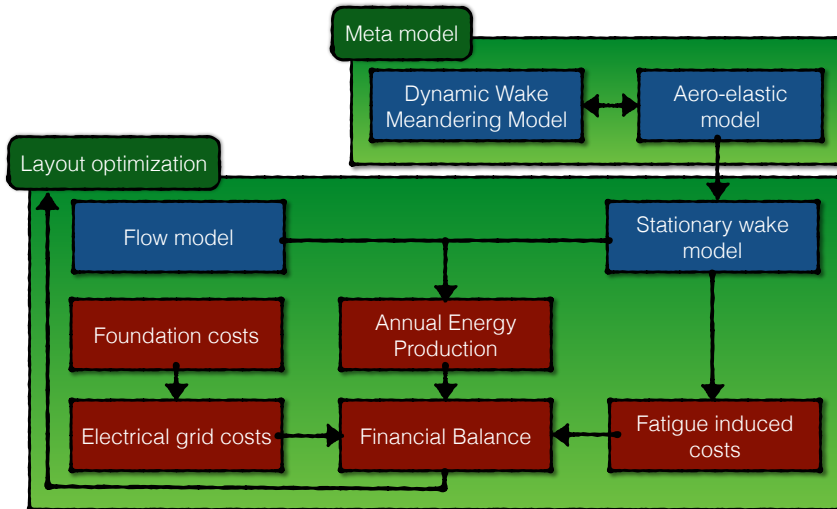 Meta model
Dynamic Wake
Meandering Model
Aero-elastic
model
Layout optimization
Flow model
Stationary wake
model
Foundation costs
Annual Energy
Production
Electrical grid costs
Financial Balance
Fatigue induced
costs